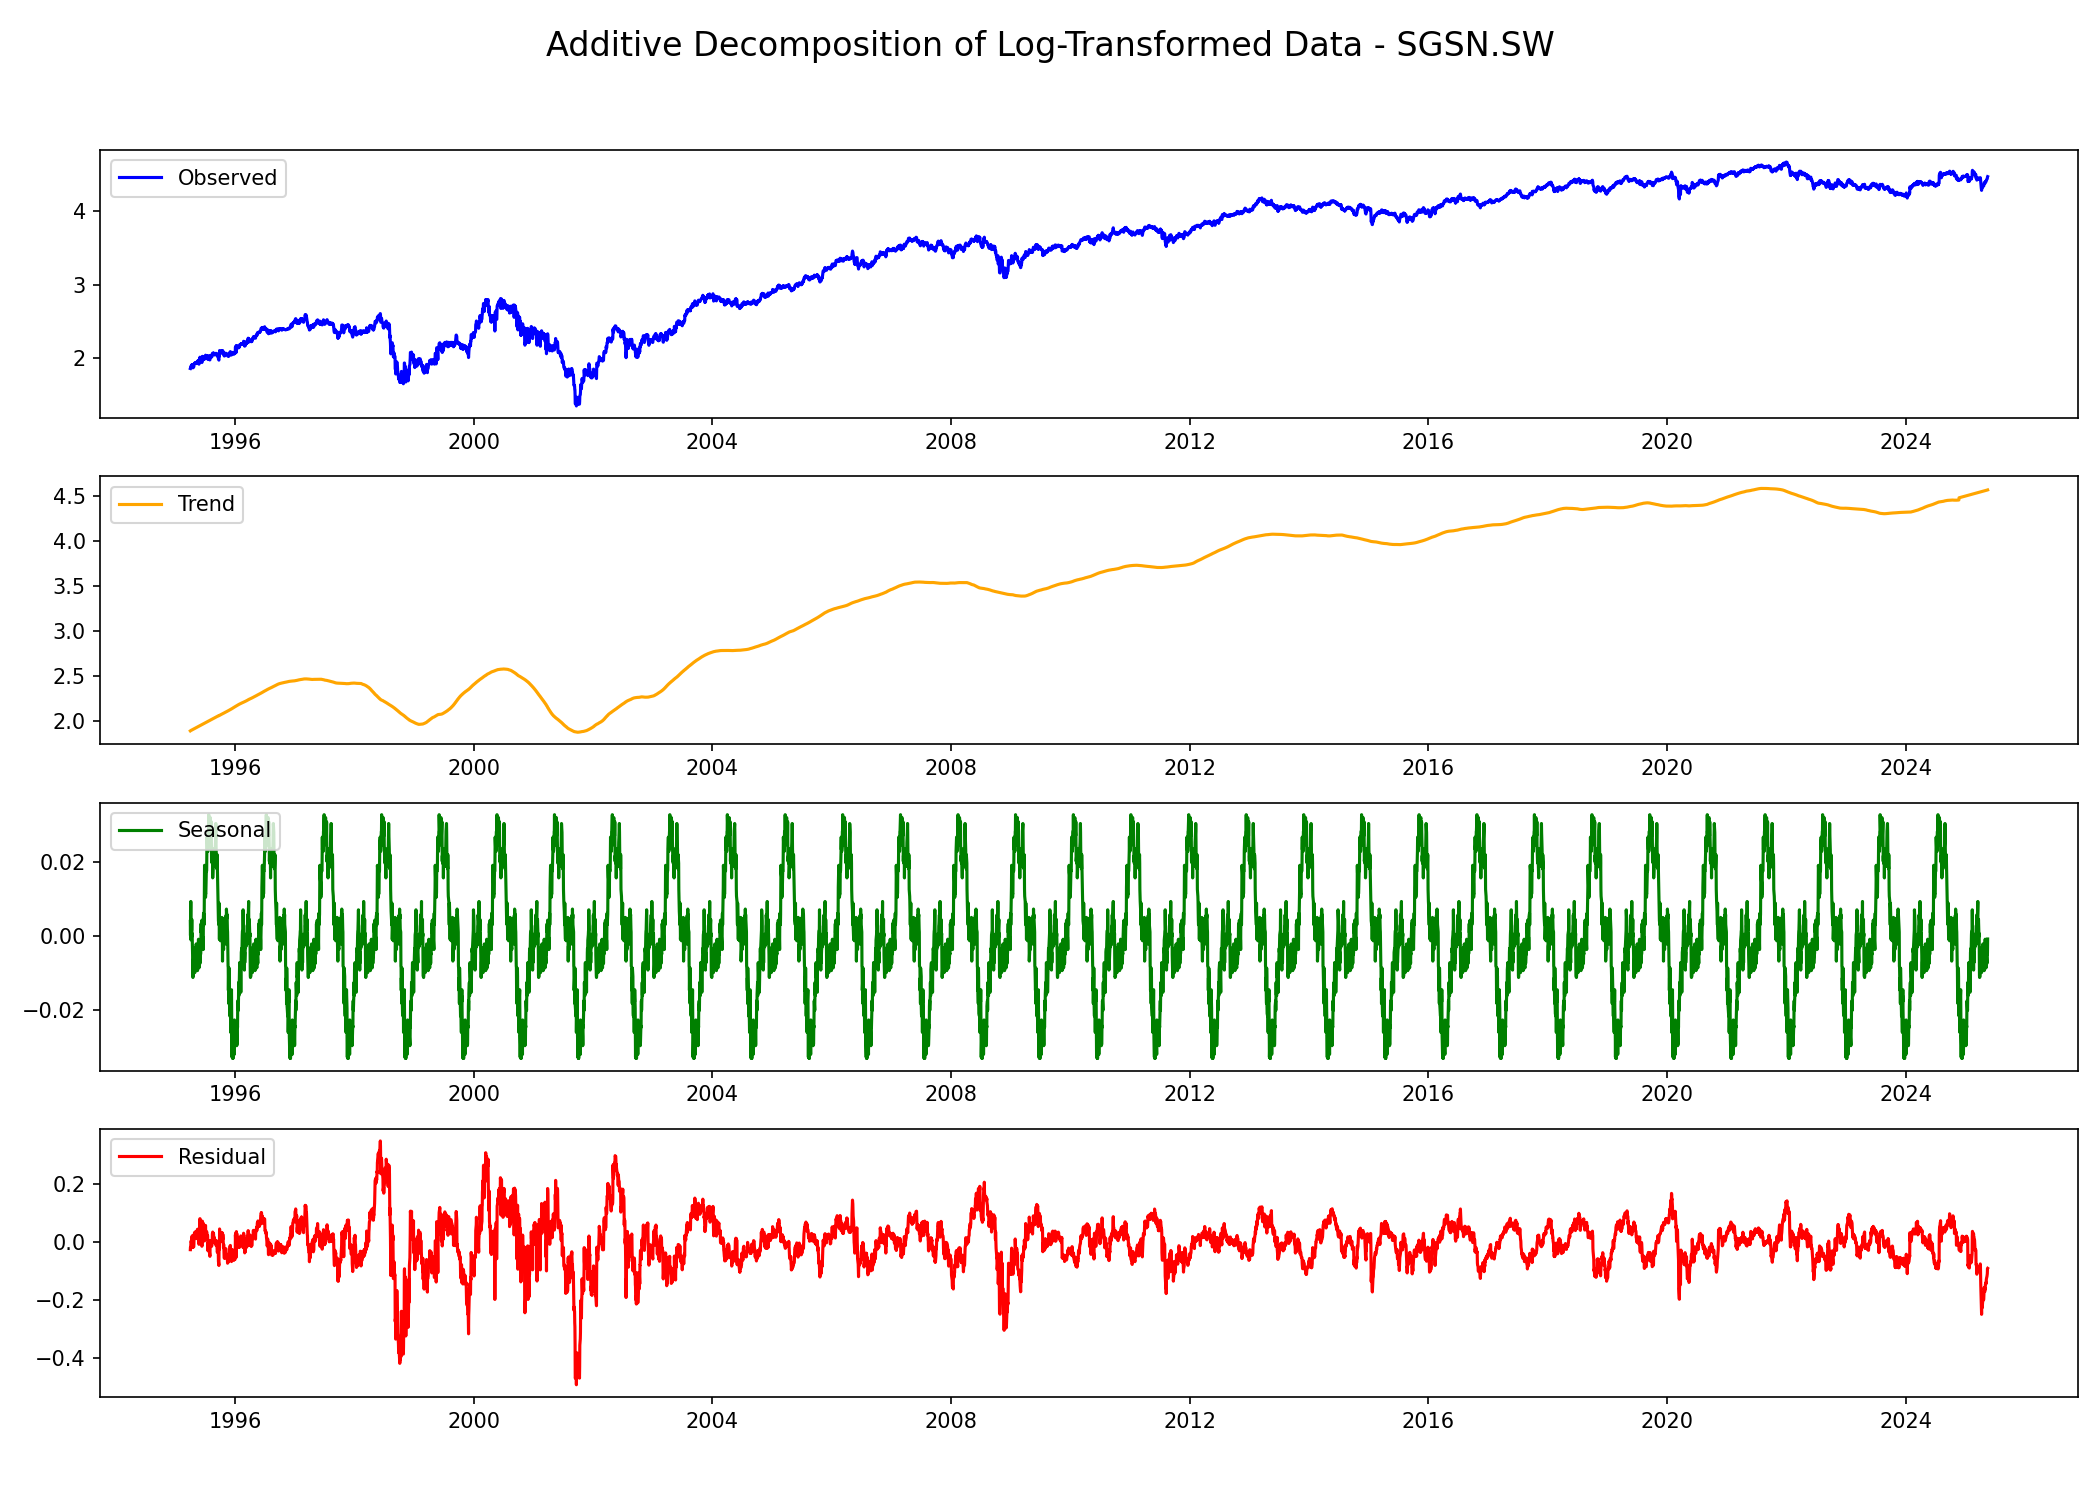 Additive Decomposition of Log-Transformed Data - SGSN.SW
Observed
4
3
2
1996 2000 2004 2008 2012 2016 2020 2024
Trend
4.5
4.0
3.5
3.0
2.5
2.0
1996 2000 2004 2008 2012 2016 2020 2024
Seasonal
0.02
0.00
−0.02
1996 2000 2004 2008 2012 2016 2020 2024
Residual
0.2
0.0
−0.2
−0.4
1996 2000 2004 2008 2012 2016 2020 2024